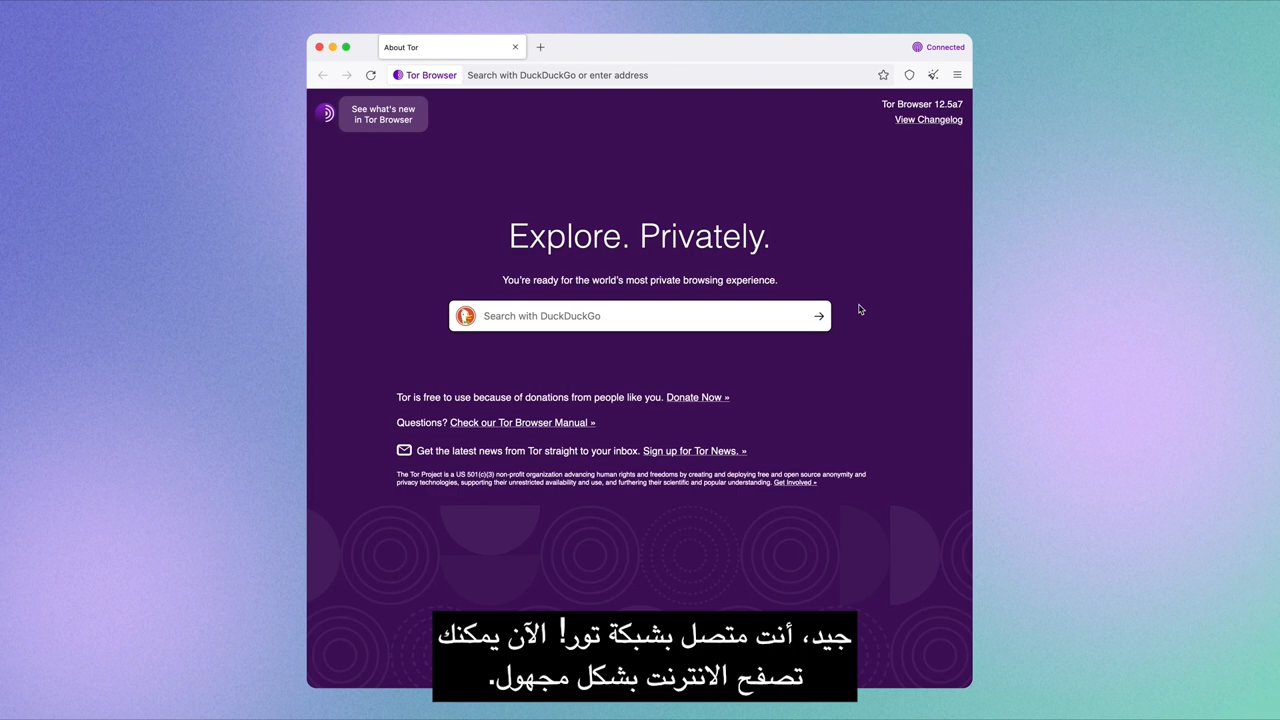 About Tor
Connected
Tor Browser
Search with DuckDuckGo or enter address
See what's new
in Tor Browser
Tor Browser 12.5a7
View Changelog
Explore. Privately.
You're ready for the world's most private browsing experience.
Search with DuckDuckGo
Tor is free to use because of donations from people like you. Donate Now »
Questions? Check our Tor Browser Manual »
Get the latest news from Tor straight to your inbox. Sign up for Tor News. »
The Tor Project is a US 501(c)(3) non-profit organization advancing human rights and freedoms by creating and deploying free and open source anonymity and
privacy technologies, supporting their unrestricted availability and use, and furthering their scientific and popular understanding. Get Involved »
جيد، أنت متصل بشبكة تور! الآن يمكنك
تصفح الانترنت بشكل مجهول.